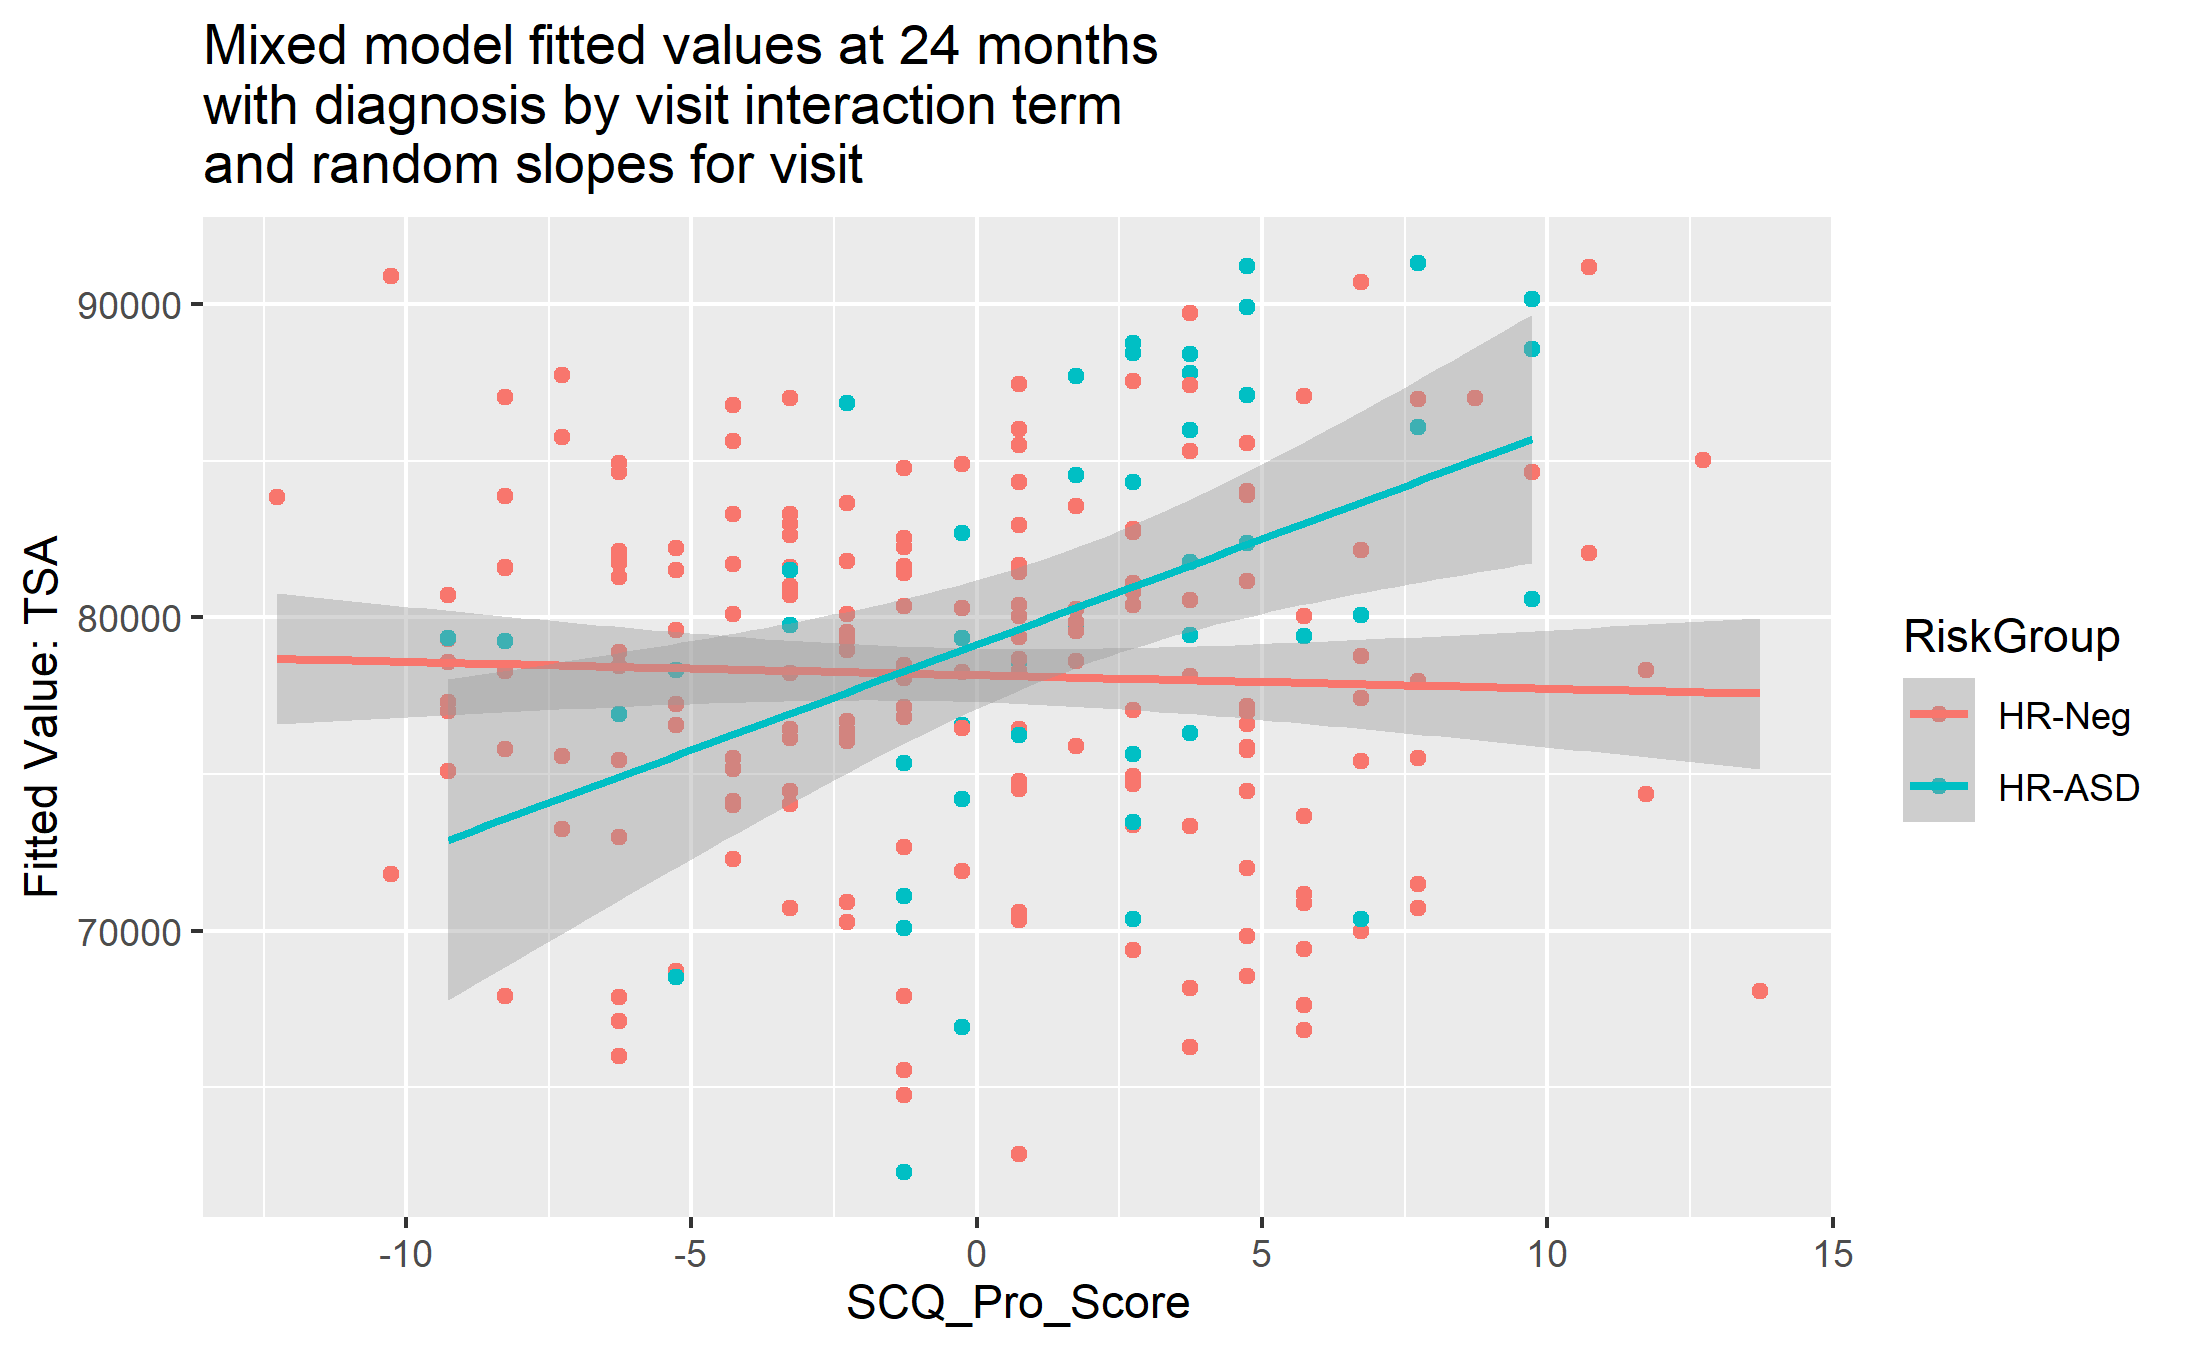 Mixed model fitted values at 24 months
with diagnosis by visit interaction term
and random slopes for visit
Fitted Value: TSA
90000
80000
70000
-10
-5
0
5
10
15
SCQ_Pro_Score
RiskGroup
HR-Neg
HR-ASD